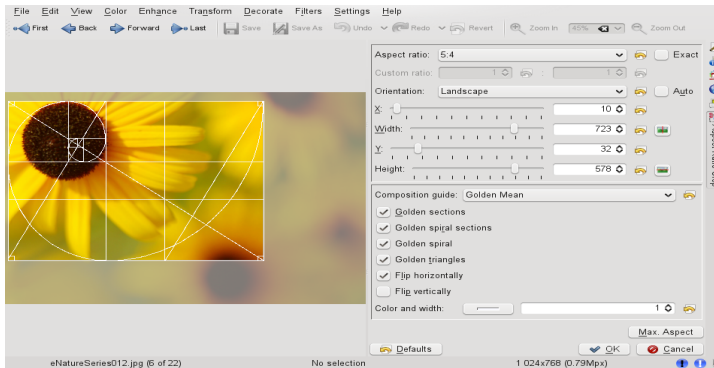 File Edit View Color Enhance Transform Decorate Filters Settings Help
First Back Forward Last Save Save As Undo Redo Revert Zoom In 45% Zoom Out
Aspect ratio: 5:4 Exact
Custom ratio: 1 : 1
Orientation: Landscape Auto
X: 10
Width: 723
Y: 32
Height: 578
Composition guide: Golden Mean
Golden sections
Golden spiral sections
Golden spiral
Golden triangles
Flip horizontally
Flip vertically
Color and width: 1
Max. Aspect
Defaults OK Cancel
eNatureSeries012.jpg (6 of 22) No selection 1 024x768 (0.79Mpx)